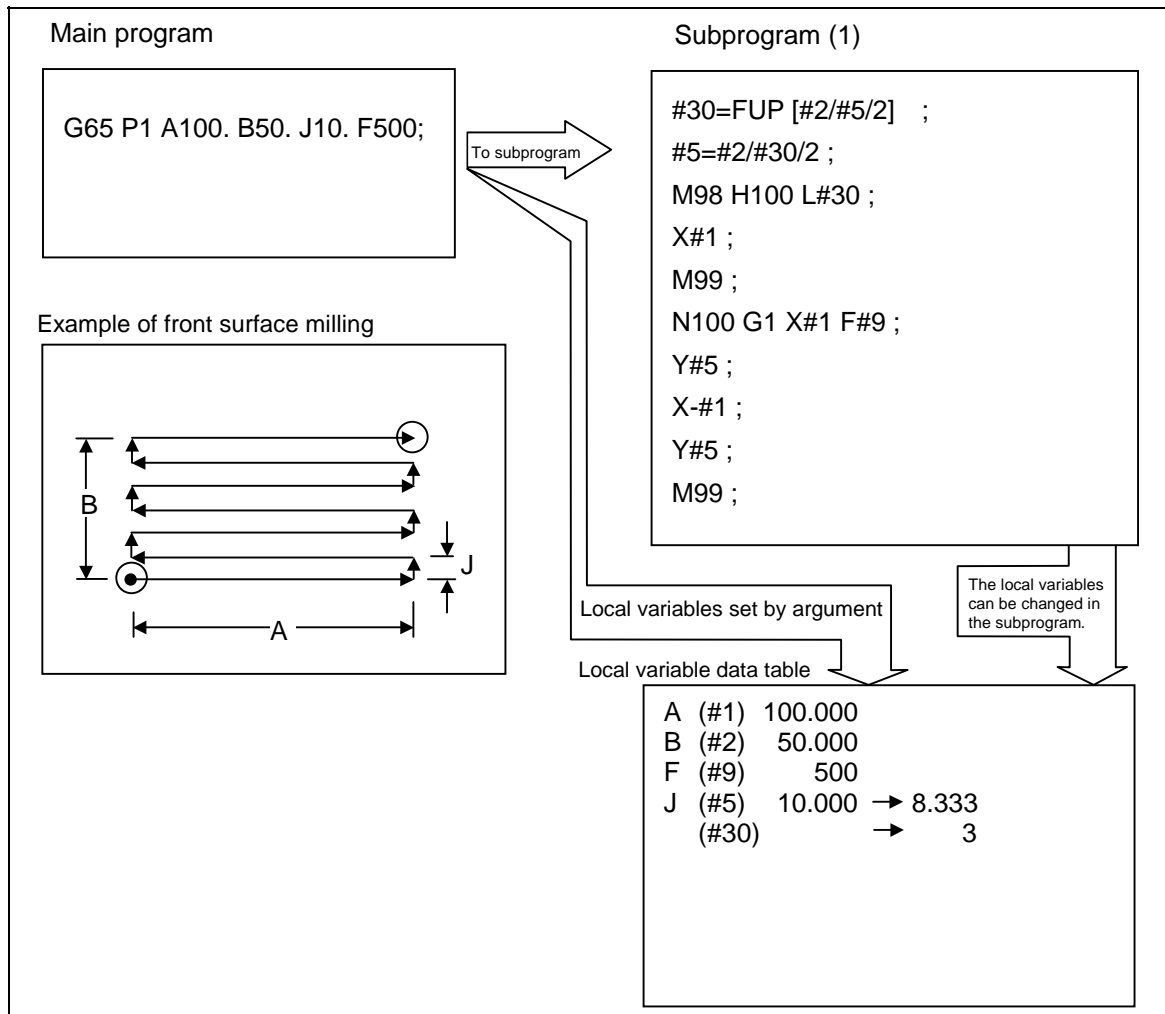 Main program
G65 P1 A100. B50. J10. F500;
To subprogram
Subprogram (1)
#30=FUP [#2/#5/2] ;
#5=#2/#30/2 ;
M98 H100 L#30 ;
X#1 ;
M99 ;
N100 G1 X#1 F#9 ;
Y#5 ;
X-#1 ;
Y#5 ;
M99 ;
Example of front surface milling
B
J
A
Local variables set by argument
The local variables
can be changed in
the subprogram.
Local variable data table
A (#1) 100.000
B (#2) 50.000
F (#9) 500
J (#5) 10.000 → 8.333
(#30) → 3